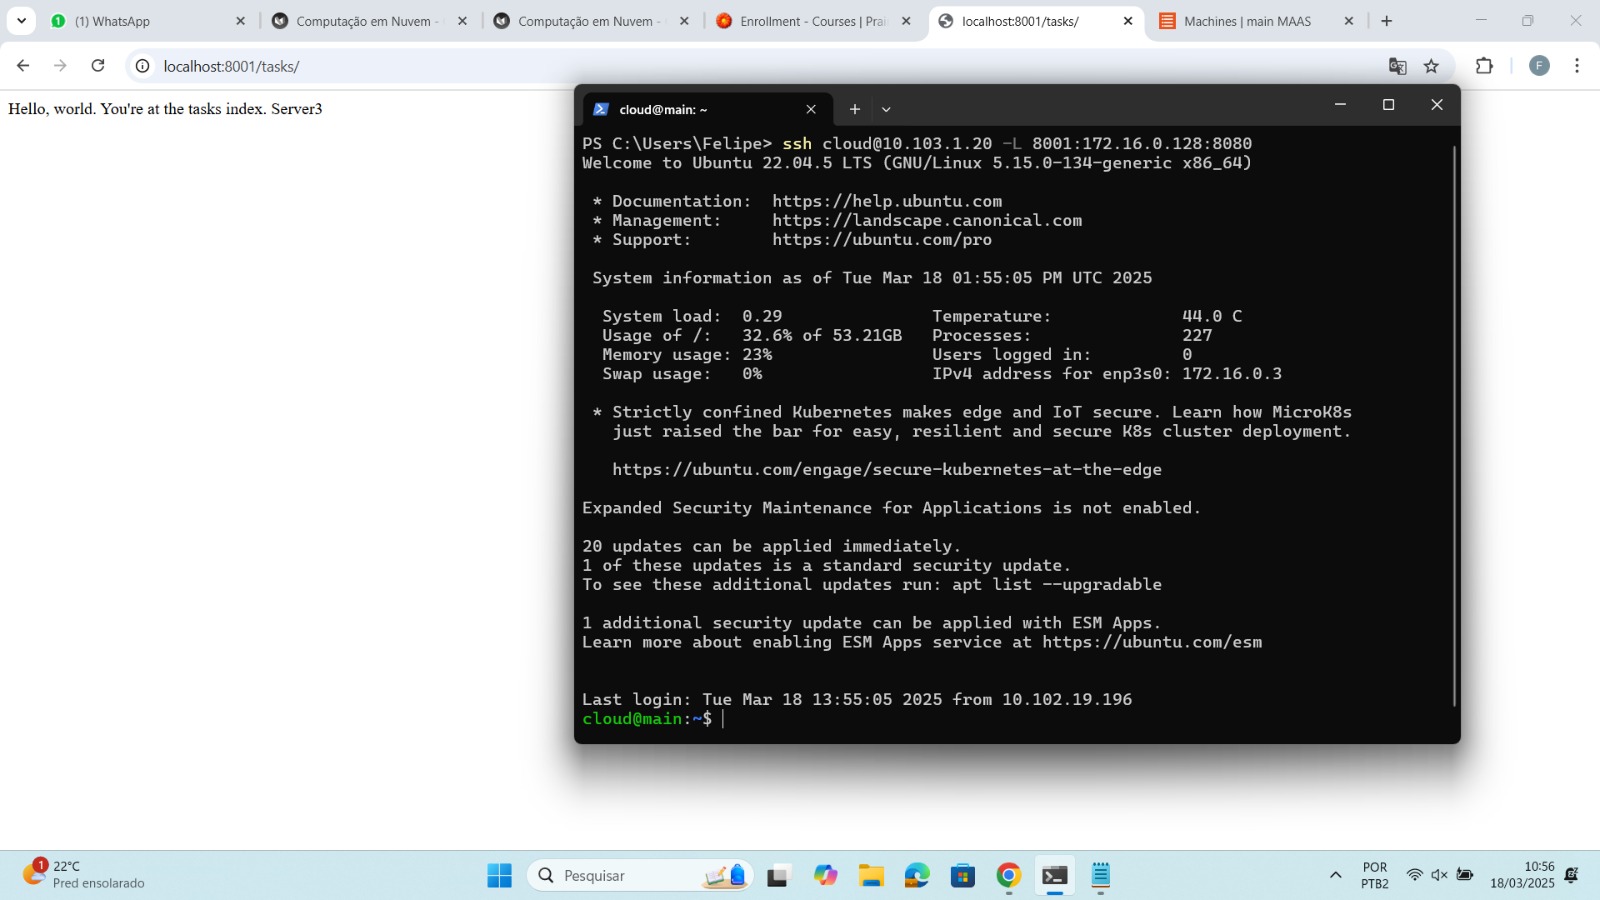 (1) WhatsApp
Computação em Nuvem -
Computação em Nuvem -
Enrollment - Courses | Prai
localhost:8001/tasks/
Machines | main MAAS
localhost:8001/tasks/
F
Hello, world. You're at the tasks index. Server3
cloud@main: ~
PS C:\Users\Felipe> ssh cloud@10.103.1.20 -L 8001:172.16.0.128:8080
Welcome to Ubuntu 22.04.5 LTS (GNU/Linux 5.15.0-134-generic x86_64)
* Documentation: https://help.ubuntu.com
* Management: https://landscape.canonical.com
* Support: https://ubuntu.com/pro
System information as of Tue Mar 18 01:55:05 PM UTC 2025
System load: 0.29 Temperature: 44.0 C
Usage of /: 32.6% of 53.21GB Processes: 227
Memory usage: 23% Users logged in: 0
Swap usage: 0% IPv4 address for enp3s0: 172.16.0.3
* Strictly confined Kubernetes makes edge and IoT secure. Learn how MicroK8s
just raised the bar for easy, resilient and secure K8s cluster deployment.
https://ubuntu.com/engage/secure-kubernetes-at-the-edge
Expanded Security Maintenance for Applications is not enabled.
20 updates can be applied immediately.
1 of these updates is a standard security update.
To see these additional updates run: apt list --upgradable
1 additional security update can be applied with ESM Apps.
Learn more about enabling ESM Apps service at https://ubuntu.com/esm
Last login: Tue Mar 18 13:55:05 2025 from 10.102.19.196
cloud@main:~$
1
22°C
Pred ensolarado
Pesquisar
POR
PTB2
10:56
18/03/2025